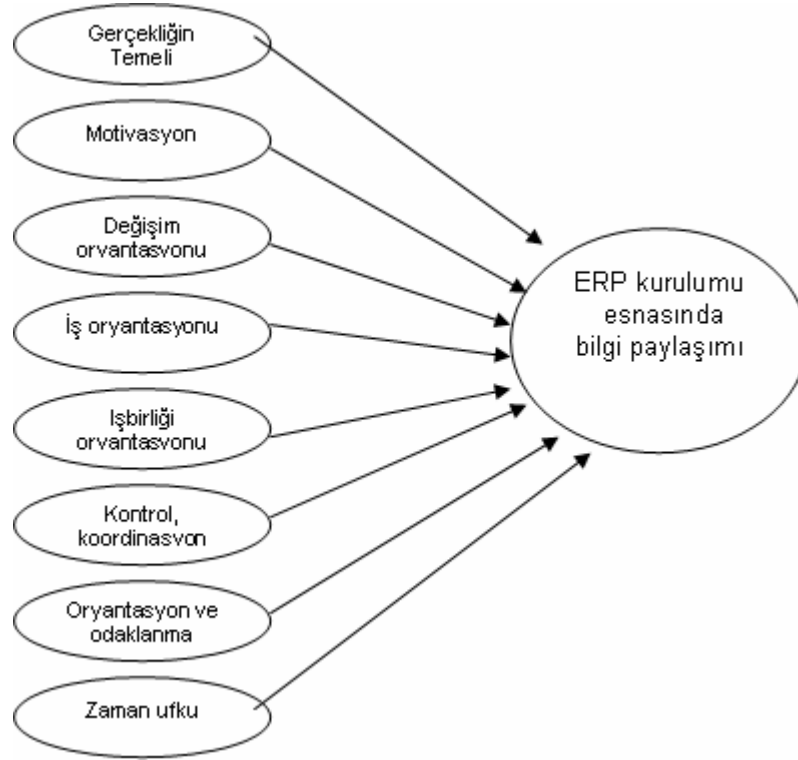 Gerçekliğin
Temeli
Motivasyon
Değişim
orvantasvonu
İş oryantasyonu
Işbirliği
orvantasvonu
Kontrol,
koordinasvon
Oryantasyon ve
odaklanma
Zaman ufku
ERP kurulumu
esnasında
bilgi paylaşımı